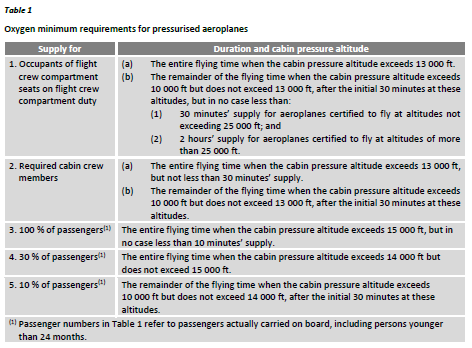 Table 1
Oxygen minimum requirements for pressurised aeroplanes
Supply for Duration and cabin pressure altitude
1. Occupants of flight crew compartment seats on flight crew compartment duty
(a) The entire flying time when the cabin pressure altitude exceeds 13 000 ft.
(b) The remainder of the flying time when the cabin pressure altitude exceeds
10 000 ft but does not exceed 13 000 ft, after the initial 30 minutes at these
altitudes, but in no case less than:
(1) 30 minutes’ supply for aeroplanes certified to fly at altitudes not
exceeding 25 000 ft; and
(2) 2 hours’ supply for aeroplanes certified to fly at altitudes of more
than 25 000 ft.
2. Required cabin crew members
(a) The entire flying time when the cabin pressure altitude exceeds 13 000 ft,
but not less than 30 minutes’ supply.
(b) The remainder of the flying time when the cabin pressure altitude exceeds
10 000 ft but does not exceed 13 000 ft, after the initial 30 minutes at these
altitudes.
3. 100 % of passengers(1) The entire flying time when the cabin pressure altitude exceeds 15 000 ft, but in
no case less than 10 minutes’ supply.
4. 30 % of passengers(1) The entire flying time when the cabin pressure altitude exceeds 14 000 ft but
does not exceed 15 000 ft.
5. 10 % of passengers(1) The remainder of the flying time when the cabin pressure altitude exceeds
10 000 ft but does not exceed 14 000 ft, after the initial 30 minutes at these
altitudes.
(1) Passenger numbers in Table 1 refer to passengers actually carried on board, including persons younger
than 24 months.